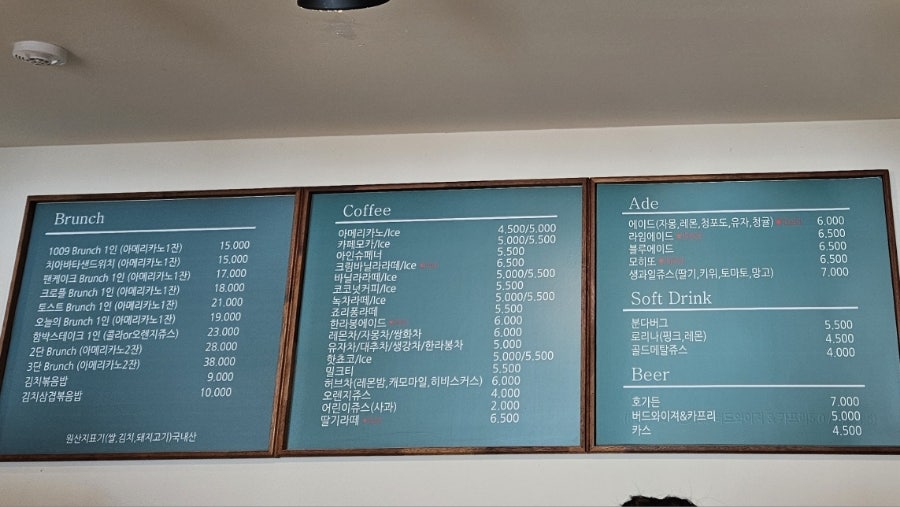 Brunch
1009 Brunch 1인 (아메리카노1잔) 15.000
치아바타샌드위치 (아메리카노1잔) 15.000
팬케이크 Brunch 1인 (아메리카노1잔) 17.000
크로플 Brunch 1인 (아메리카노1잔) 18.000
토스트 Brunch 1인 (아메리카노1잔) 21.000
오늘의 Brunch 1인 (아메리카노1잔) 19.000
함박스테이크 1인 (콜라or오렌지쥬스) 23.000
2단 Brunch (아메리카노2잔) 28.000
3단 Brunch (아메리카노2잔) 38.000
김치볶음밥 9.000
김치삼겹볶음밥 10.000
원산지표기(쌀,김치,돼지고기)국내산
Coffee
아메리카노/Ice 4.500/5.000
카페모카/Ice 5.000/5.500
아인슈페너 5.500
크림바닐라라떼/Ice 6.500
바닐라라떼/Ice 5.000/5.500
코코넛커피/Ice 5.500
녹차라떼/Ice 5.000/5.500
쵸리퐁라떼 5.500
한라봉에이드 6.000
레몬차/자몽차/쌍화차 6.000
유자차/대추차/생강차/한라봉차 5.000
핫쵸코/Ice 5.000/5.500
밀크티 5.500
허브차(레몬밤,캐모마일,히비스커스) 6.000
오렌지쥬스 4.000
어린이쥬스(사과) 2.000
딸기라떼 6.500
Ade
에이드(자몽,레몬,청포도,유자,청귤) 6.000
라임에이드 6.500
블루에이드 6.500
모히또 6.500
생과일쥬스(딸기,키위,토마토,망고) 7.000
Soft Drink
분다버그 5.500
로리나(핑크,레몬) 4.500
골드메달쥬스 4.000
Beer
호가든 7.000
버드와이져&카프리 5.000
카스 4.500